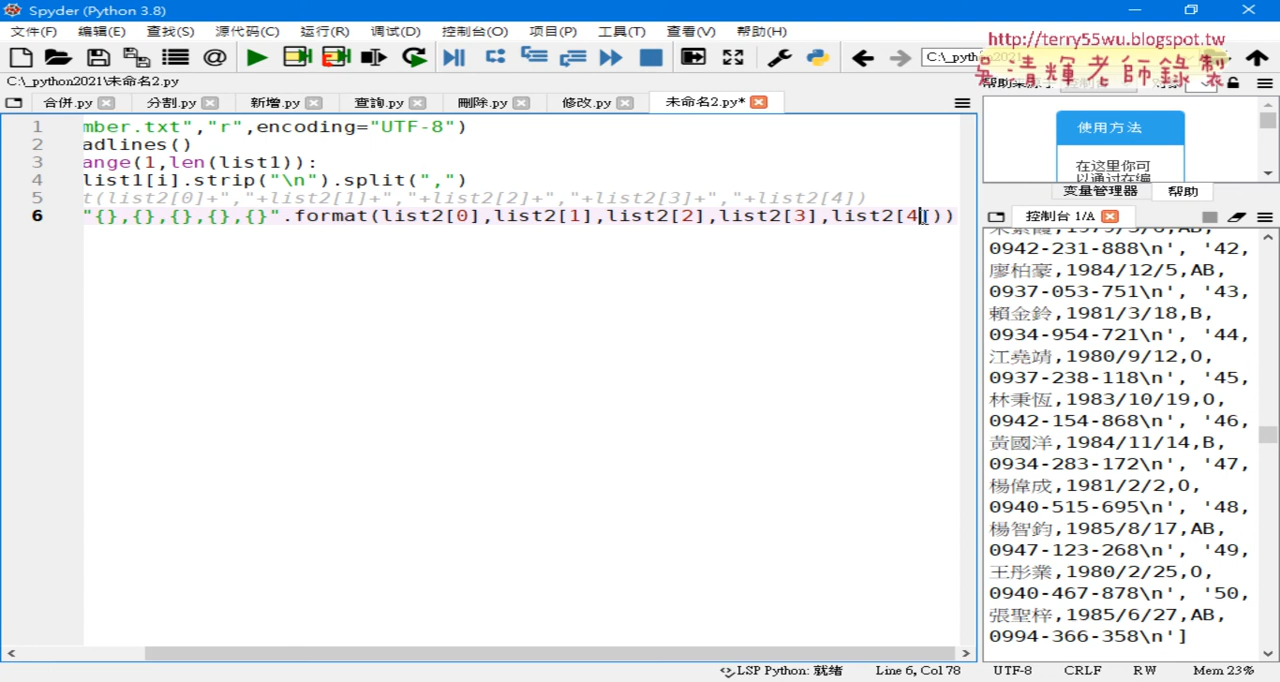 Spyder (Python 3.8)
文件(F) 编辑(E) 查找(S) 源代码(C) 运行(R) 调试(D) 控制台(O) 项目(P) 工具(T) 查看(V) 帮助(H)
http://terry55wu.blogspot.tw
吳清輝老師錄製
C:\_python2021\未命名2.py
合併.py 分割.py 新增.py 查詢.py 刪除.py 修改.py 未命名2.py*
1 mber.txt","r",encoding="UTF-8")
2 adlines()
3 ange(1,len(list1)):
4 list1[i].strip("\n").split(",")
5 t(list2[0]+","+list2[1]+","+list2[2]+","+list2[3]+","+list2[4])
6 "{},{},{},{},{}".format(list2[0],list2[1],list2[2],list2[3],list2[4]))
使用方法
在这里你可
变量管理器 帮助
控制台 1/A
0942-231-888\n', '42,
廖柏豪,1984/12/5,AB,
0937-053-751\n', '43,
賴金鈴,1981/3/18,B,
0934-954-721\n', '44,
江堯靖,1980/9/12,O,
0937-238-118\n', '45,
林秉恆,1983/10/19,O,
0942-154-868\n', '46,
黃國洋,1984/11/14,B,
0934-283-172\n', '47,
楊偉成,1981/2/2,O,
0940-515-695\n', '48,
楊智鈞,1985/8/17,AB,
0947-123-268\n', '49,
王彤業,1980/2/25,O,
0940-467-878\n', '50,
張聖梓,1985/6/27,AB,
0994-366-358\n']
LSP Python: 就绪 Line 6, Col 78 UTF-8 CRLF RW Mem 23%